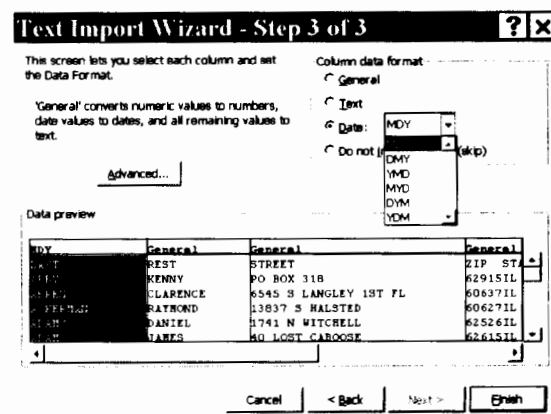 Text Import Wizard - Step 3 of 3
? x
This screen lets you select each column and set
the Data Format.
'General' converts numeric values to numbers,
date values to dates, and all remaining values to
text.
Advanced...
Column data format
General
Text
Date: MDY
Do not (skip)
DMY
YMD
MYD
DYM
YDM
Data preview
MDY General General General
REST STREET ZIP STA
KENNY PO BOX 318 62915IL
CLARENCE 6545 S LANGLEY 1ST FL 60637IL
RAYMOND 13837 S HALSTED 60627IL
DANIEL 1741 N WITCHELL 62526IL
JAMES 40 LOST CABOOSE 62615IL
Cancel < Back Next > Finish